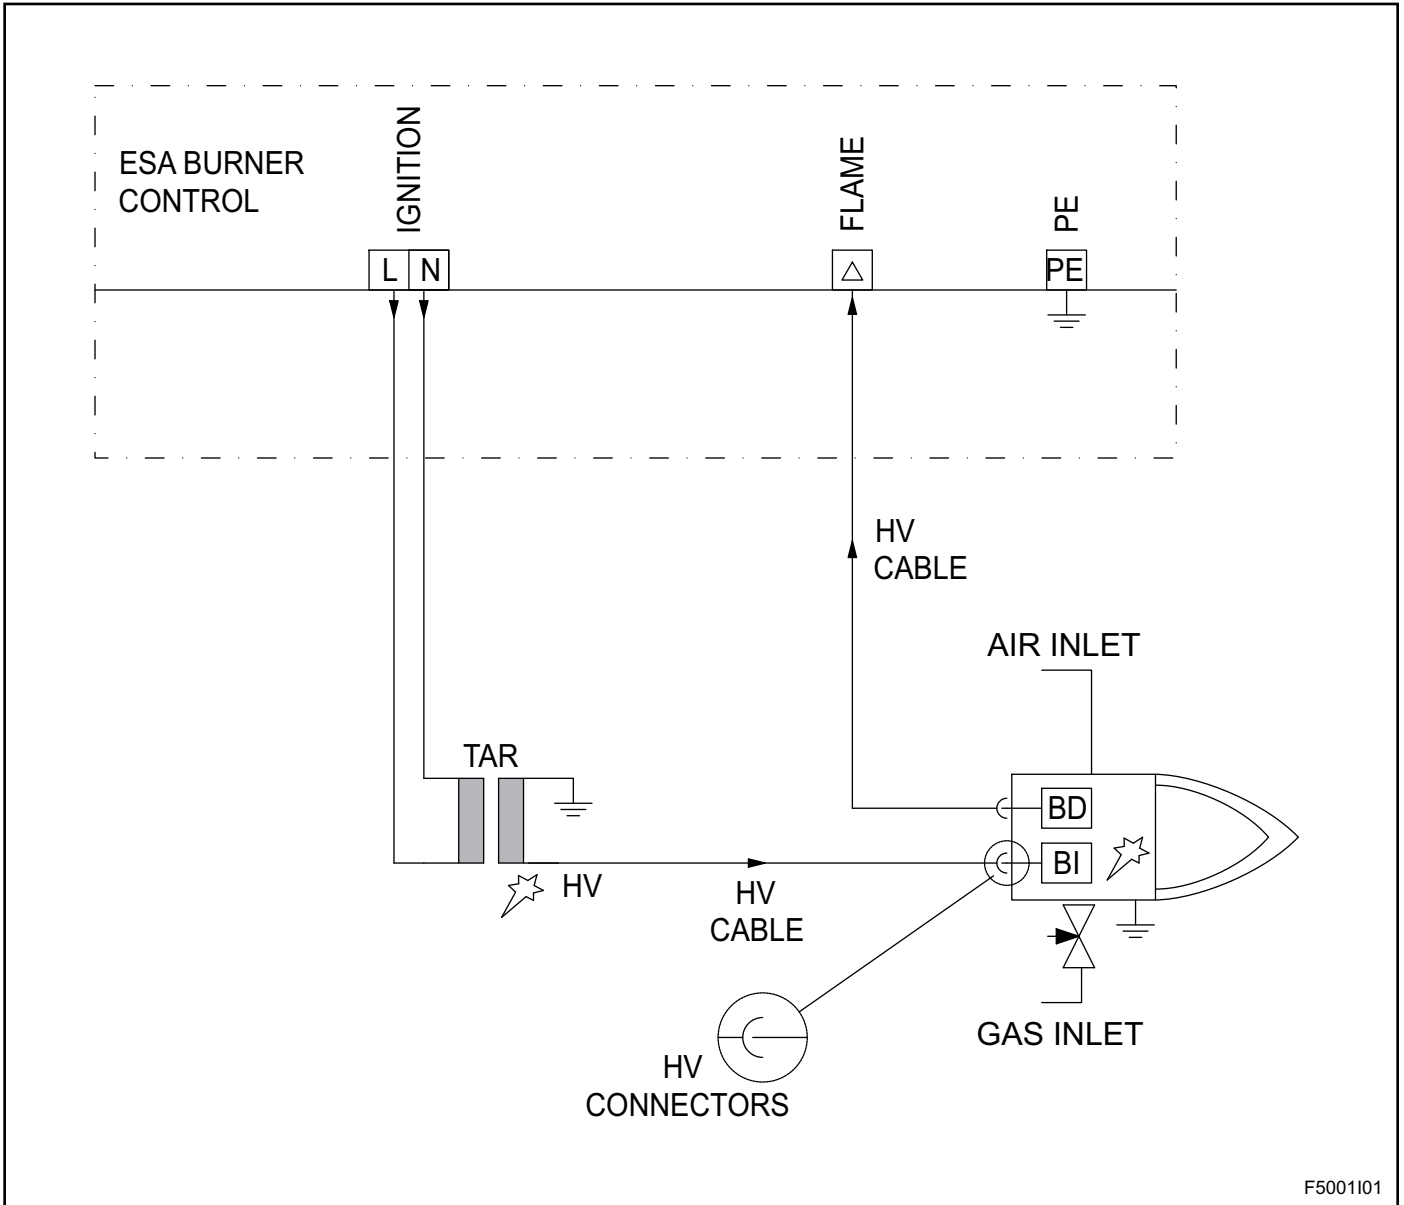 ESA BURNER
CONTROL
IGNITION
FLAME
PE
L
N
PE
HV
CABLE
AIR INLET
TAR
BD
BI
HV
HV
CABLE
GAS INLET
HV
CONNECTORS
F5001I01